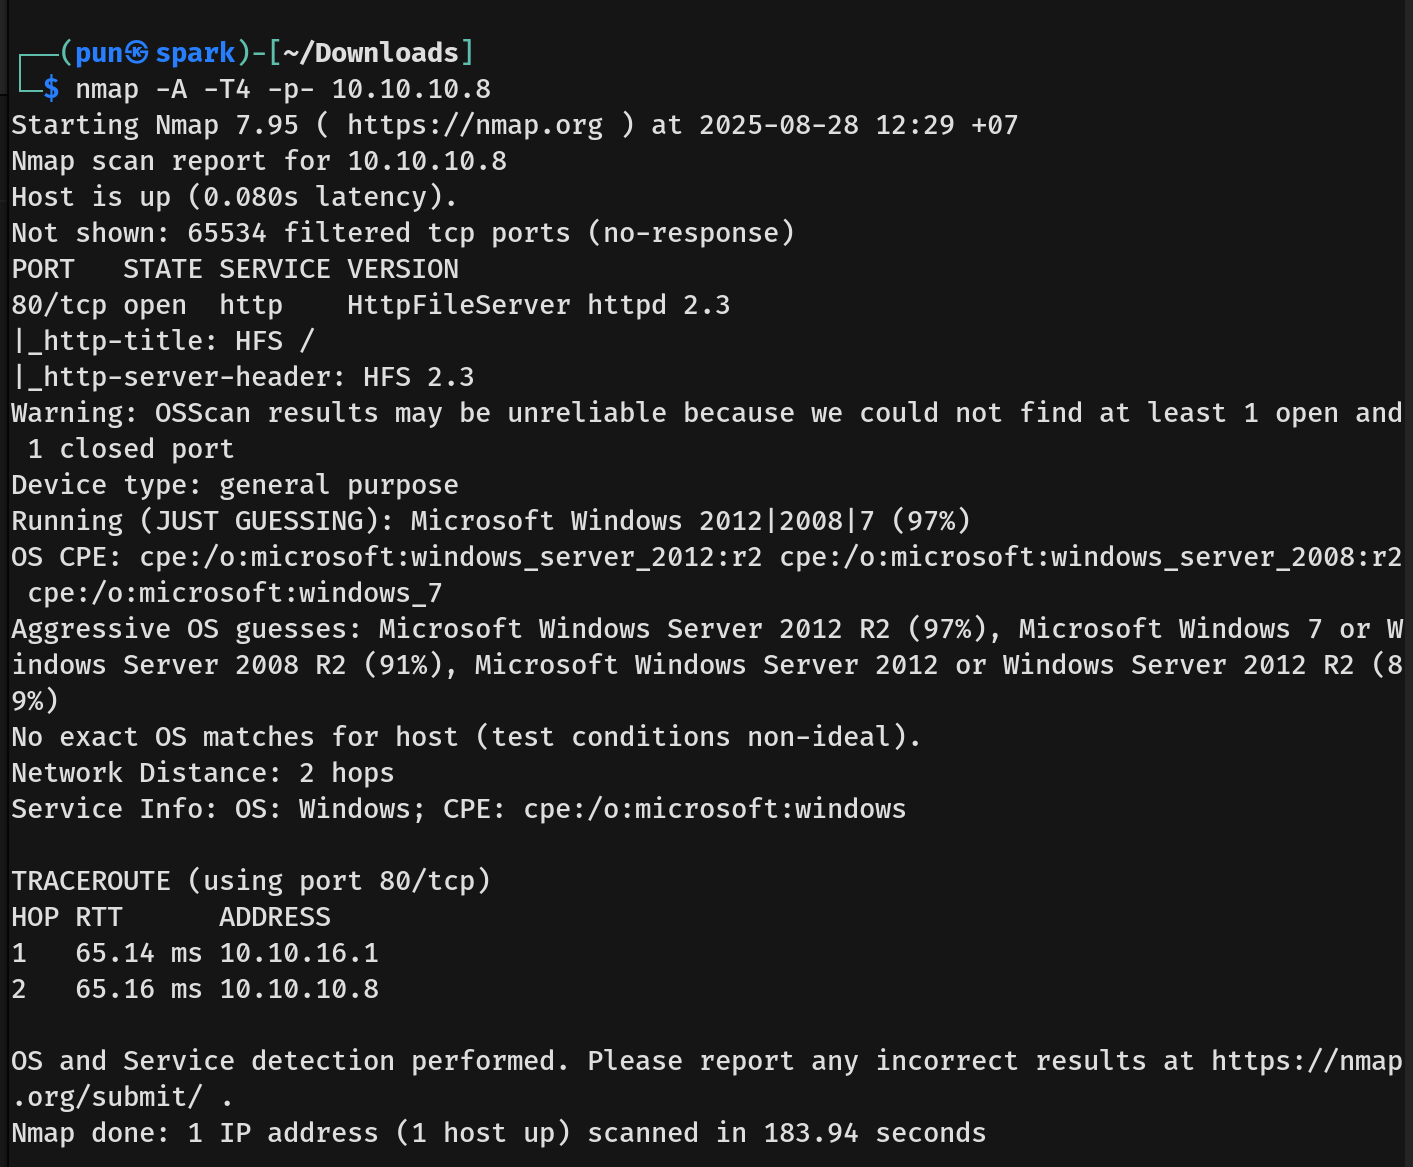 ┌──(pun㉿spark)-[~/Downloads]
└─$ nmap -A -T4 -p- 10.10.10.8
Starting Nmap 7.95 ( https://nmap.org ) at 2025-08-28 12:29 +07
Nmap scan report for 10.10.10.8
Host is up (0.080s latency).
Not shown: 65534 filtered tcp ports (no-response)
PORT   STATE SERVICE VERSION
80/tcp open  http    HttpFileServer httpd 2.3
|_http-title: HFS /
|_http-server-header: HFS 2.3
Warning: OSScan results may be unreliable because we could not find at least 1 open and
 1 closed port
Device type: general purpose
Running (JUST GUESSING): Microsoft Windows 2012|2008|7 (97%)
OS CPE: cpe:/o:microsoft:windows_server_2012:r2 cpe:/o:microsoft:windows_server_2008:r2
 cpe:/o:microsoft:windows_7
Aggressive OS guesses: Microsoft Windows Server 2012 R2 (97%), Microsoft Windows 7 or W
indows Server 2008 R2 (91%), Microsoft Windows Server 2012 or Windows Server 2012 R2 (8
9%)
No exact OS matches for host (test conditions non-ideal).
Network Distance: 2 hops
Service Info: OS: Windows; CPE: cpe:/o:microsoft:windows

TRACEROUTE (using port 80/tcp)
HOP RTT      ADDRESS
1   65.14 ms 10.10.16.1
2   65.16 ms 10.10.10.8

OS and Service detection performed. Please report any incorrect results at https://nmap
.org/submit/ .
Nmap done: 1 IP address (1 host up) scanned in 183.94 seconds